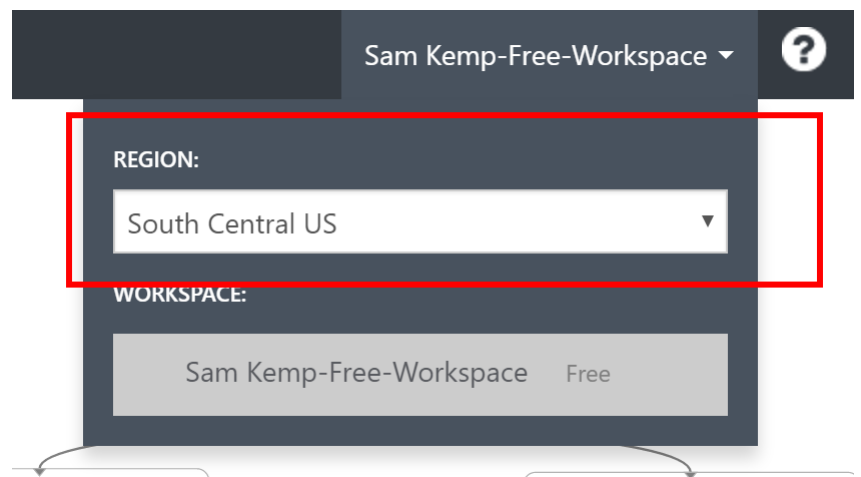 Sam Kemp-Free-Workspace
REGION:
South Central US
WORKSPACE:
Sam Kemp-Free-Workspace Free